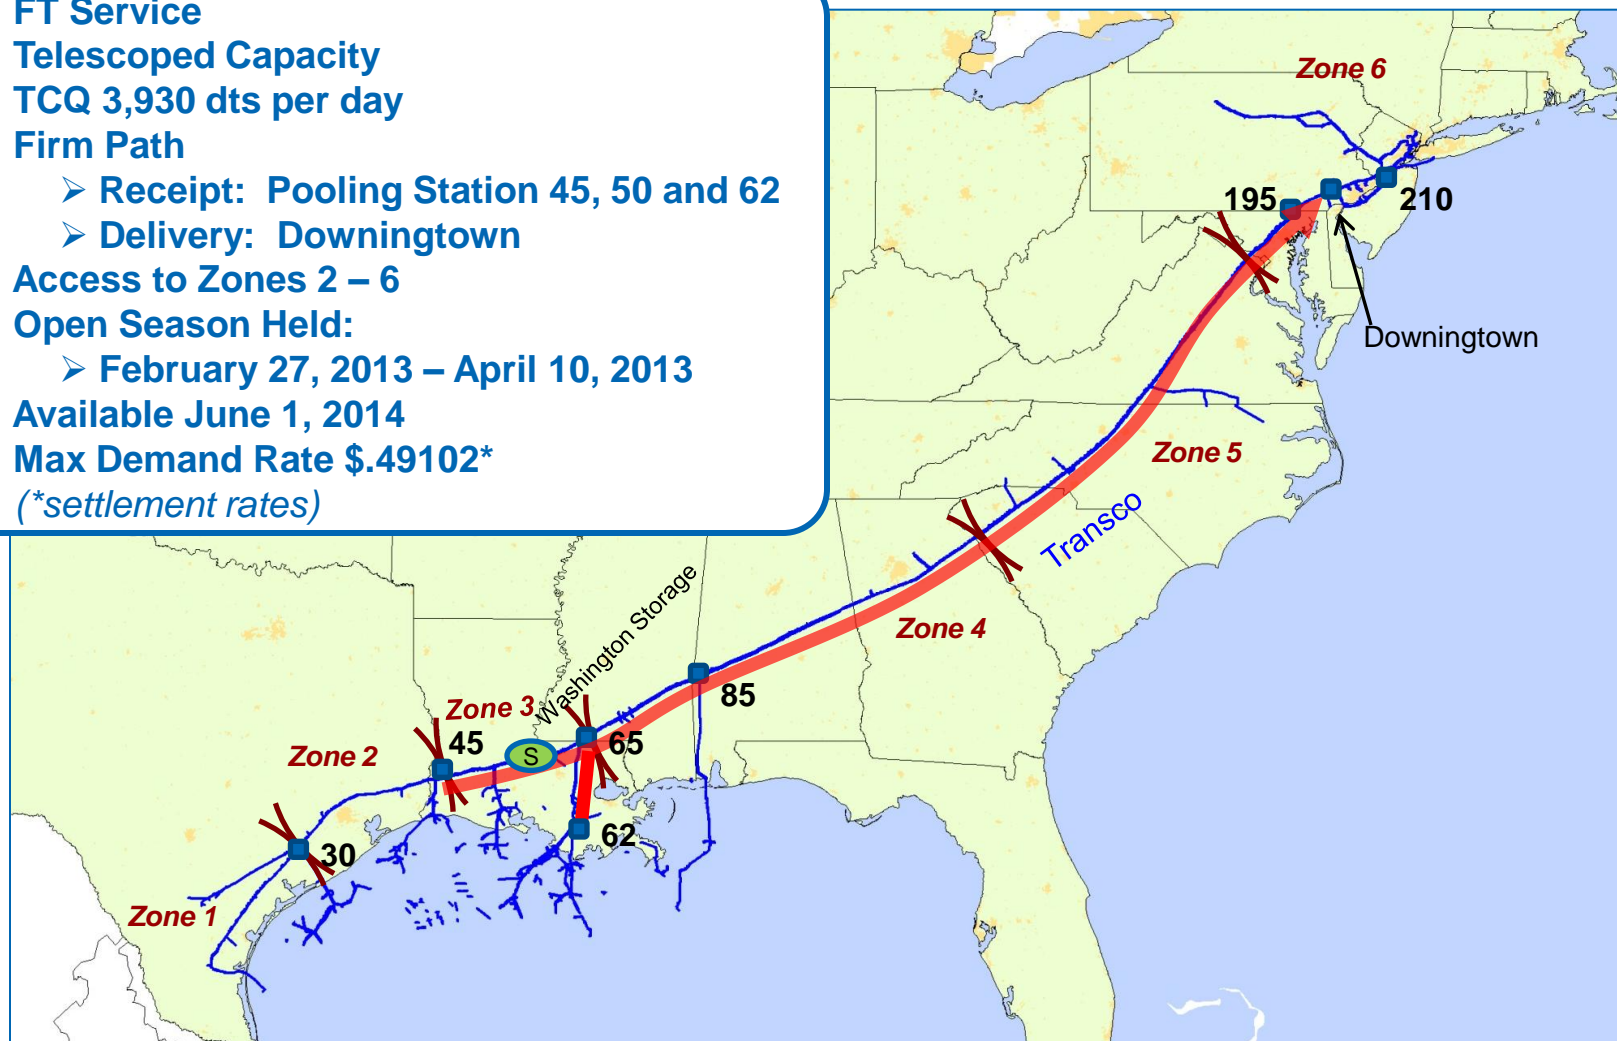 FT Service
Telescoped Capacity
TCQ 3,930 dts per day
Firm Path
➢ Receipt: Pooling Station 45, 50 and 62
➢ Delivery: Downingtown
Access to Zones 2 – 6
Open Season Held:
➢ February 27, 2013 – April 10, 2013
Available June 1, 2014
Max Demand Rate $.49102*
(*settlement rates)
Zone 6
195
210
Downingtown
Zone 5
Transco
Zone 4
Washington Storage
85
Zone 3
45
S
65
Zone 2
62
30
Zone 1